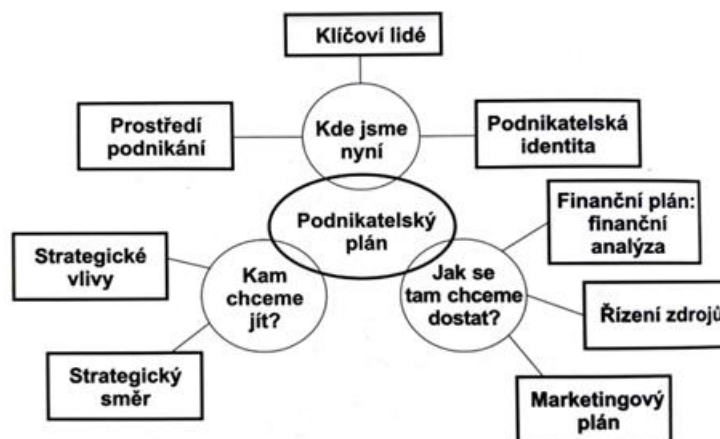 Klíčoví lidé
Prostředí
podnikání
Kde jsme
nyní
Podnikatelská
identita
Podnikatelský
plán
Finanční plán:
finanční
analýza
Strategické
vlivy
Kam
chceme
jít?
Jak se
tam chceme
dostat?
Řízení zdrojů
Strategický
směr
Marketingový
plán